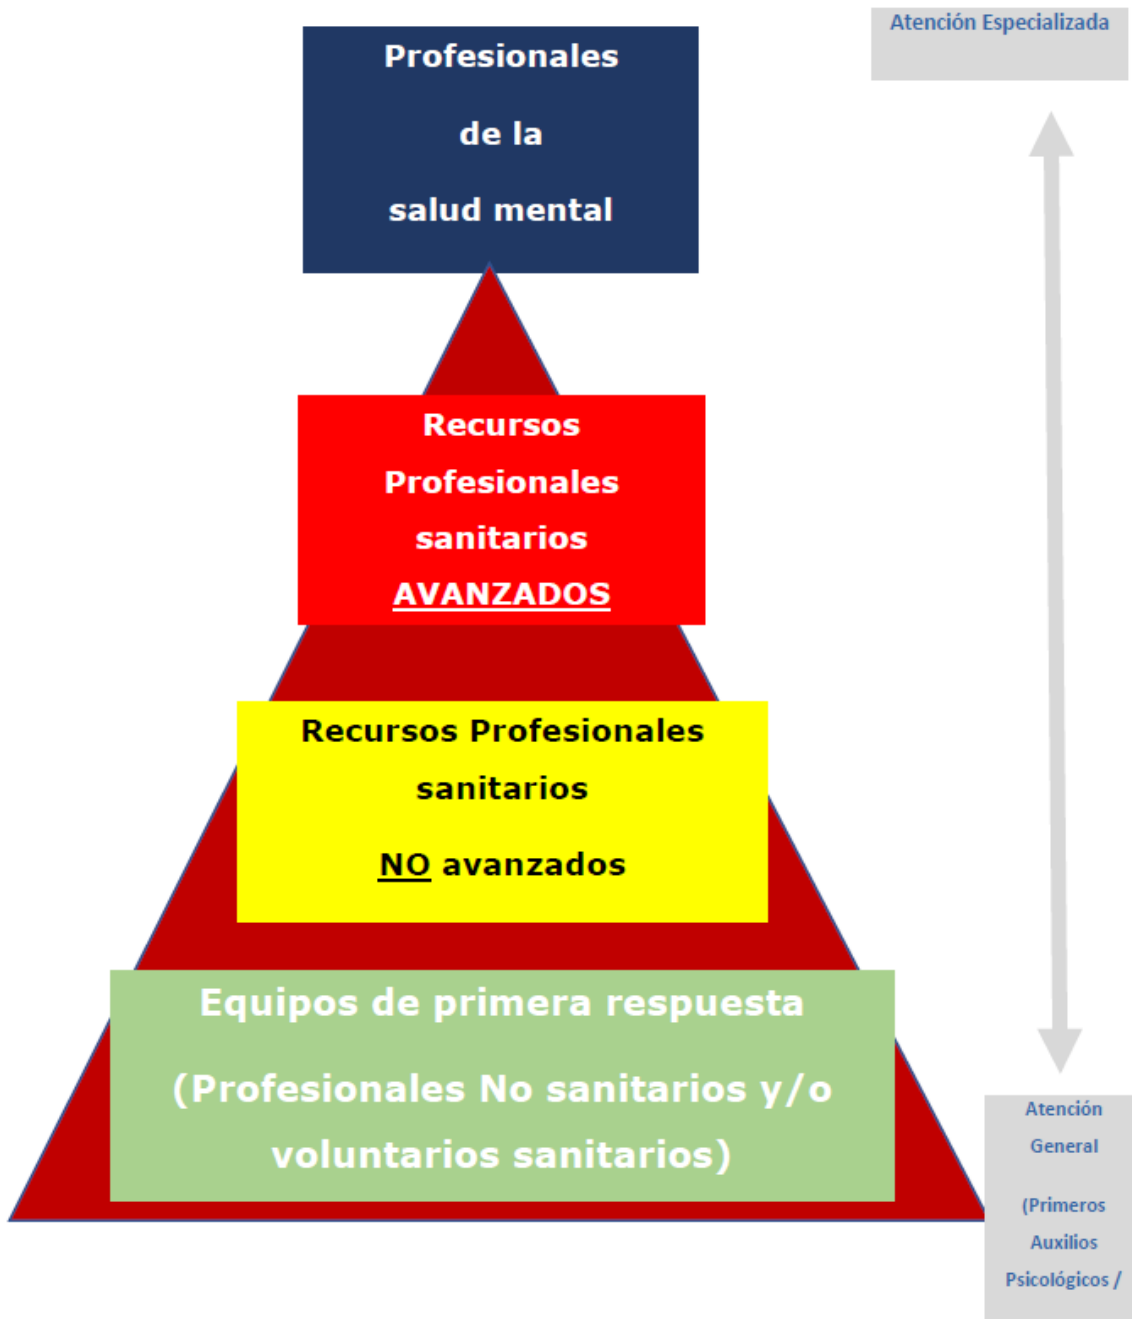 Atención Especializada
Profesionales
de la
salud mental
Recursos
Profesionales
sanitarios
AVANZADOS
Recursos Profesionales
sanitarios
NO avanzados
Equipos de primera respuesta
(Profesionales No sanitarios y/o
voluntarios sanitarios)
Atención
General
(Primeros
Auxilios
Psicológicos /